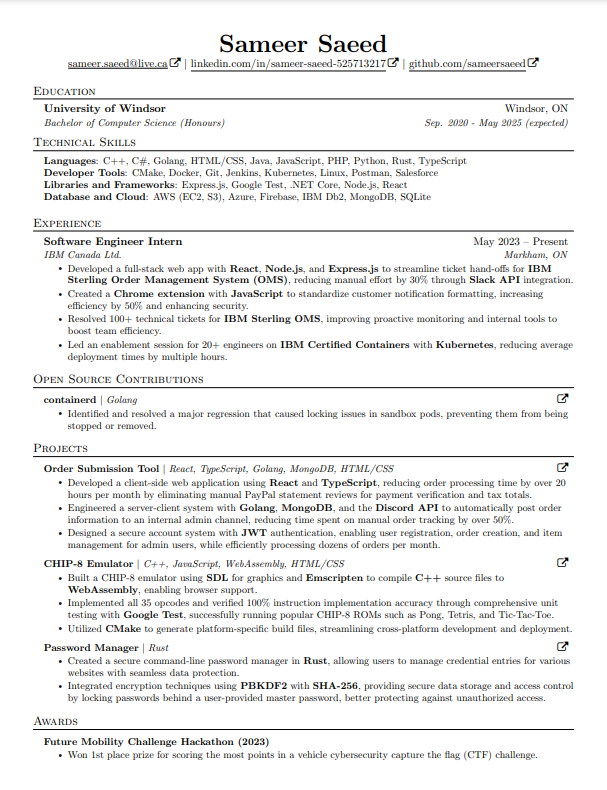 Sameer Saeed
sameer.saeed@live.ca | linkedin.com/in/sameer-saeed-525713217 | github.com/sameersaeed
Education
University of Windsor Windsor, ON
Bachelor of Computer Science (Honours) Sep. 2020 - May 2025 (expected)
Technical Skills
Languages: C++, C#, Golang, HTML/CSS, Java, JavaScript, PHP, Python, Rust, TypeScript
Developer Tools: CMake, Docker, Git, Jenkins, Kubernetes, Linux, Postman, Salesforce
Libraries and Frameworks: Express.js, Google Test, .NET Core, Node.js, React
Database and Cloud: AWS (EC2, S3), Azure, Firebase, IBM Db2, MongoDB, SQLite
Experience
Software Engineer Intern May 2023 – Present
IBM Canada Ltd. Markham, ON
• Developed a full-stack web app with React, Node.js, and Express.js to streamline ticket hand-offs for IBM
Sterling Order Management System (OMS), reducing manual effort by 30% through Slack API integration.
• Created a Chrome extension with JavaScript to standardize customer notification formatting, increasing
efficiency by 50% and enhancing security.
• Resolved 100+ technical tickets for IBM Sterling OMS, improving proactive monitoring and internal tools to
boost team efficiency.
• Led an enablement session for 20+ engineers on IBM Certified Containers with Kubernetes, reducing average
deployment times by multiple hours.
Open Source Contributions
containerd | Golang
• Identified and resolved a major regression that caused locking issues in sandbox pods, preventing them from being
stopped or removed.
Projects
Order Submission Tool | React, TypeScript, Golang, MongoDB, HTML/CSS
• Developed a client-side web application using React and TypeScript, reducing order processing time by over 20
hours per month by eliminating manual PayPal statement reviews for payment verification and tax totals.
• Engineered a server-client system with Golang, MongoDB, and the Discord API to automatically post order
information to an internal admin channel, reducing time spent on manual order tracking by over 50%.
• Designed a secure account system with JWT authentication, enabling user registration, order creation, and item
management for admin users, while efficiently processing dozens of orders per month.
CHIP-8 Emulator | C++, JavaScript, WebAssembly, HTML/CSS
• Built a CHIP-8 emulator using SDL for graphics and Emscripten to compile C++ source files to
WebAssembly, enabling browser support.
• Implemented all 35 opcodes and verified 100% instruction implementation accuracy through comprehensive unit
testing with Google Test, successfully running popular CHIP-8 ROMs such as Pong, Tetris, and Tic-Tac-Toe.
• Utilized CMake to generate platform-specific build files, streamlining cross-platform development and deployment.
Password Manager | Rust
• Created a secure command-line password manager in Rust, allowing users to manage credential entries for various
websites with seamless data protection.
• Integrated encryption techniques using PBKDF2 with SHA-256, providing secure data storage and access control
by locking passwords behind a user-provided master password, better protecting against unauthorized access.
Awards
Future Mobility Challenge Hackathon (2023)
• Won 1st place prize for scoring the most points in a vehicle cybersecurity capture the flag (CTF) challenge.